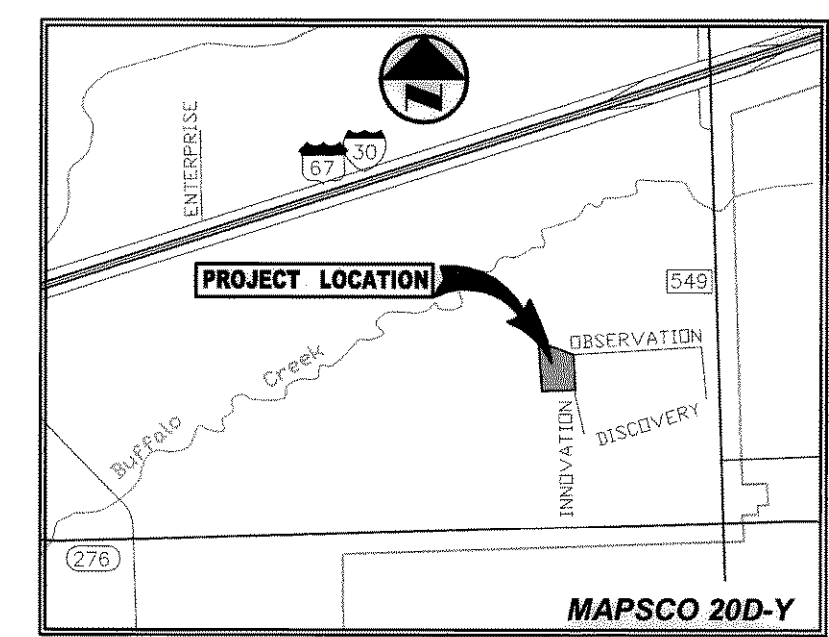 ENTERPRISE
67
30
PROJECT LOCATION
549
OBSERVATION
Buffalo Creek
INNOVATION
DISCOVERY
276
MAPSCO 20D-Y